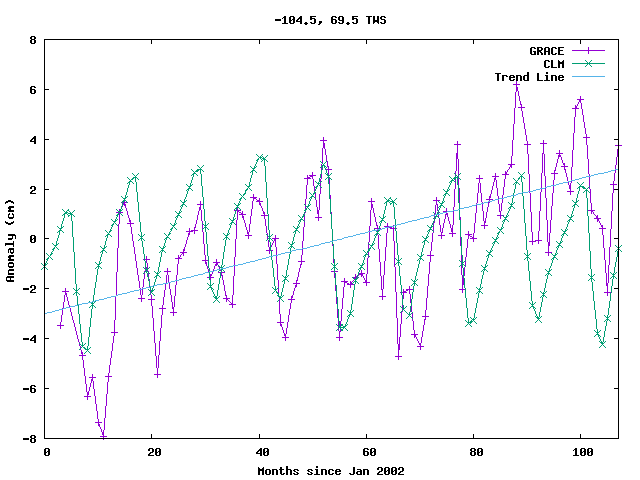 -104.5, 69.5 TWS
GRACE
CLM
Trend Line
Anomaly (cm)
8
6
4
2
0
-2
-4
-6
-8
0 20 40 60 80 100
Months since Jan 2002